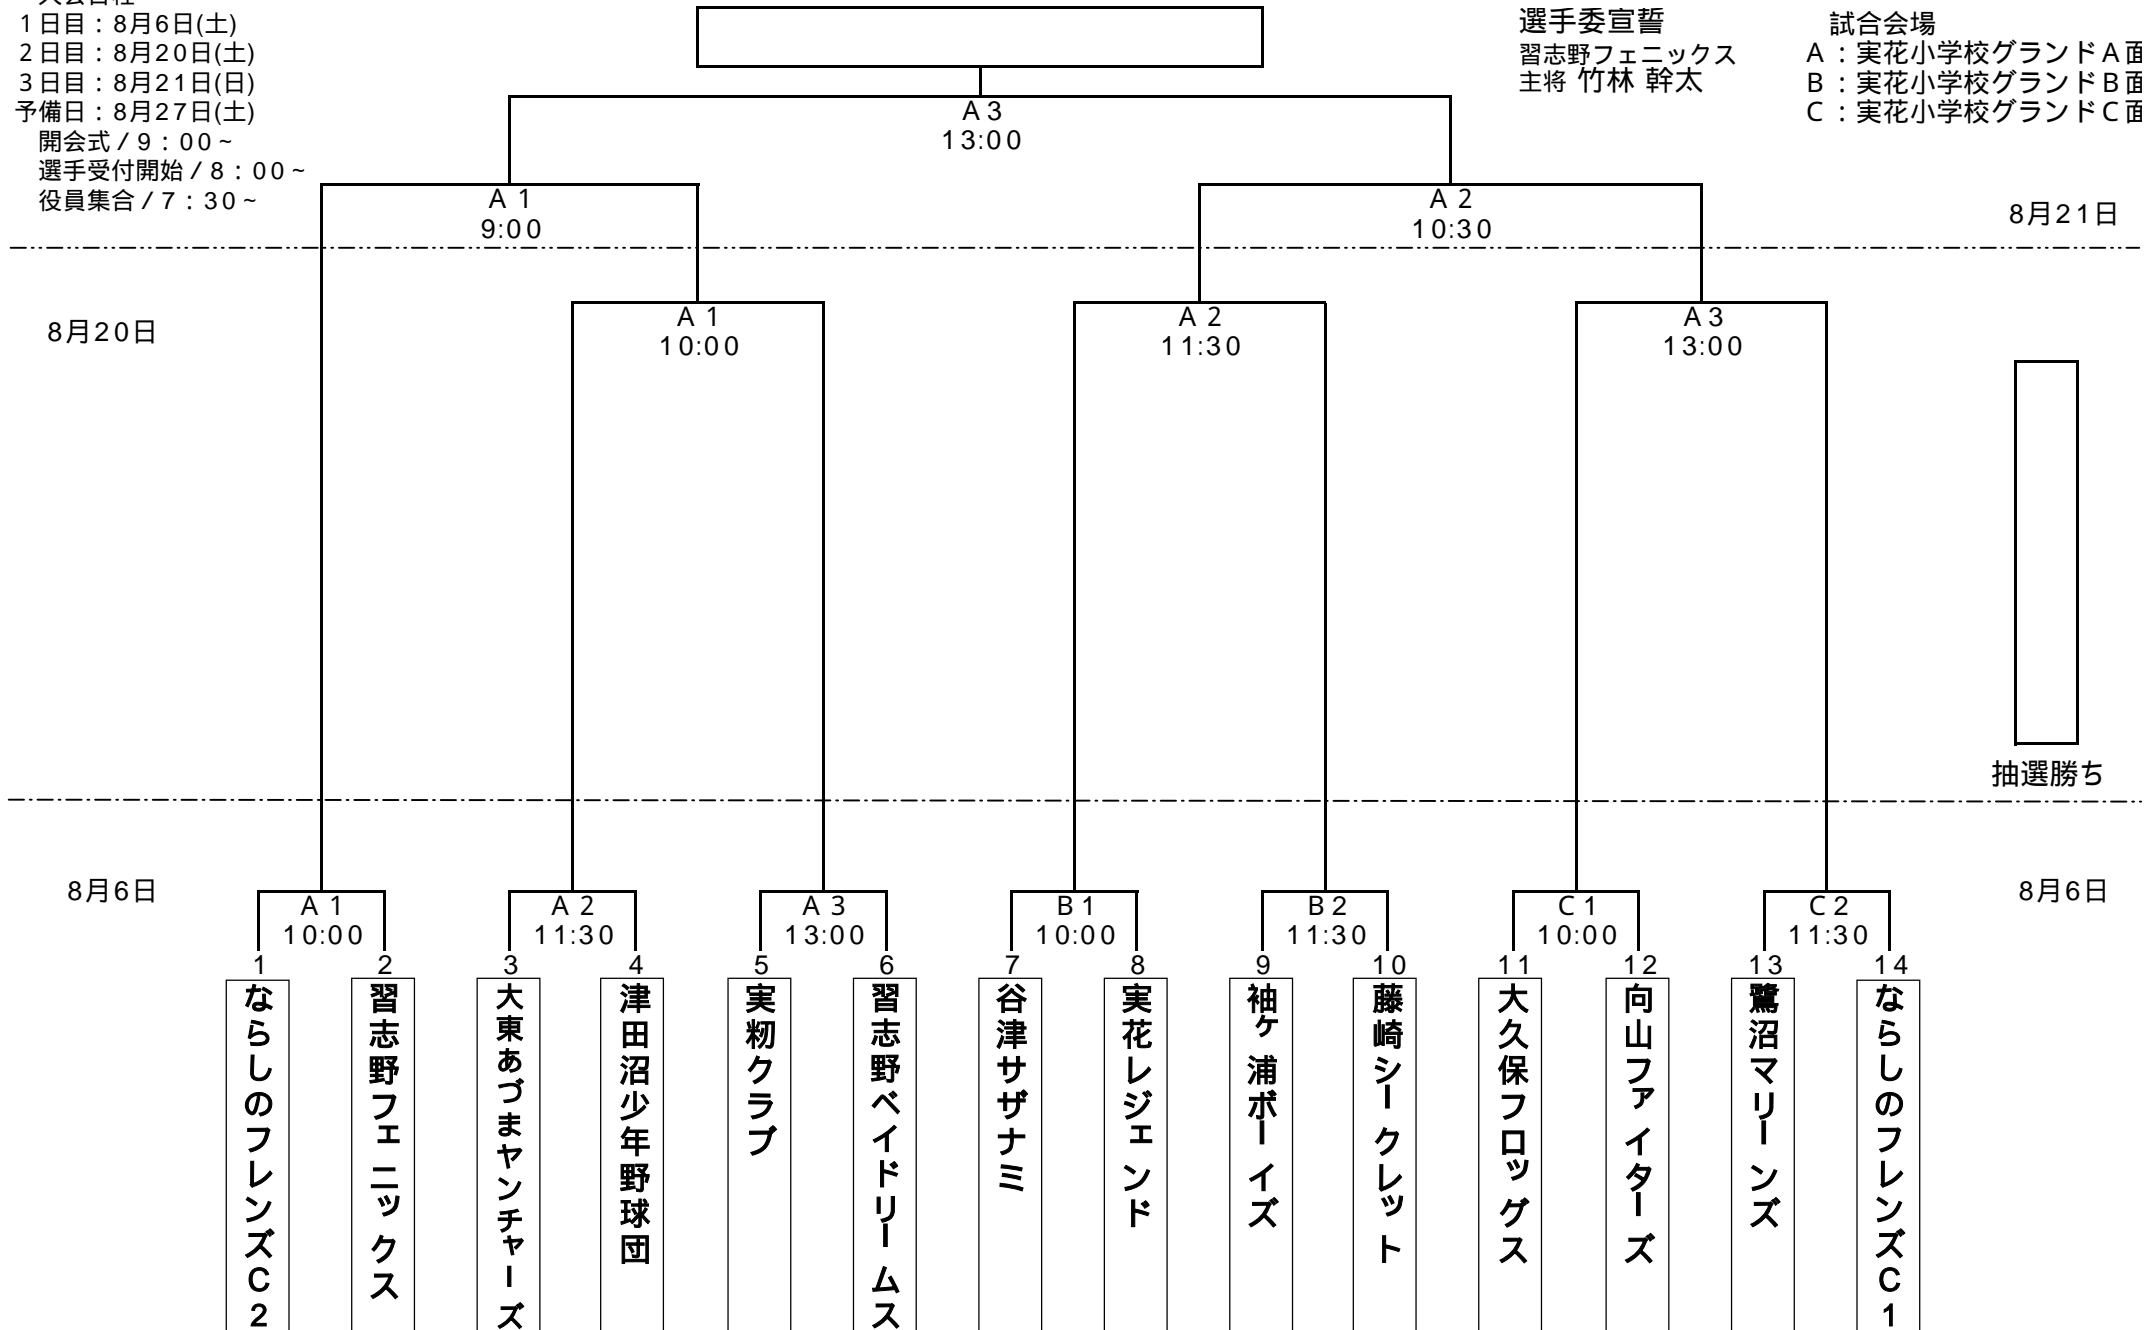 1日目：8月6日(土)
2日目：8月20日(土)
3日目：8月21日(日)
予備日：8月27日(土)
開会式／9：00～
選手受付開始／8：00～
役員集合／7：30～
選手委宣誓
習志野フェニックス
主将 竹林 幹太
試合会場
A：実花小学校グランドA面
B：実花小学校グランドB面
C：実花小学校グランドC面
A3
13:00
A1
9:00
A2
10:30
8月21日
8月20日
A1
10:00
A2
11:30
A3
13:00
抽選勝ち
8月6日
A1
10:00
A2
11:30
A3
13:00
B1
10:00
B2
11:30
C1
10:00
C2
11:30
8月6日
1
ならしのフレンズC2
2
習志野フェニックス
3
大東あづまヤンチャーズ
4
津田沼少年野球団
5
実籾クラブ
6
習志野ベイドリームス
7
谷津サザナミ
8
実花レジェンド
9
袖ヶ浦ボーイズ
10
藤崎シークレット
11
大久保フロッグス
12
向山ファイターズ
13
鷺沼マリーンズ
14
ならしのフレンズC1